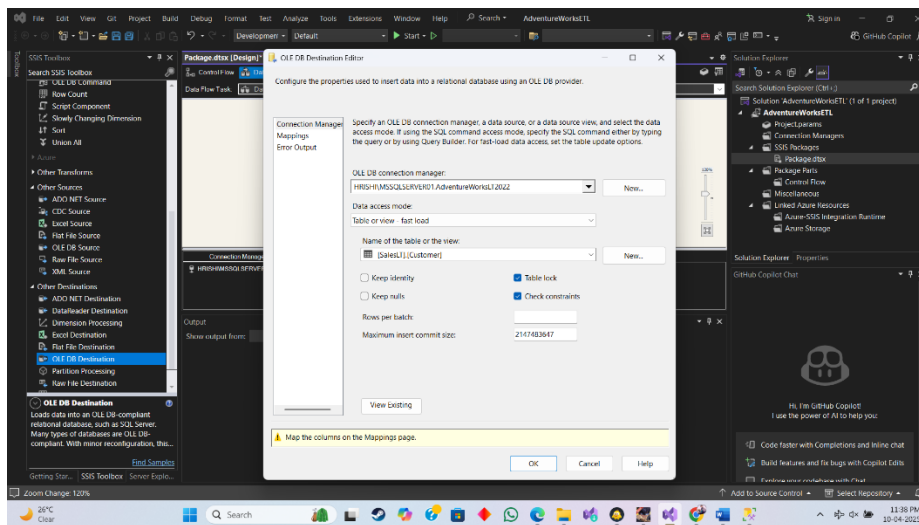 File Edit View Git Project Build Debug Format Test Analyze Tools Extensions Window Help Search AdventureWorksETL Sign in
Development Default Start GitHub Copilot
SSIS Toolbox
Search SSIS Toolbox
OLE DB Command
Row Count
Script Component
Slowly Changing Dimension
Sort
Union All
Azure
Other Transforms
Other Sources
ADO NET Source
CDC Source
Excel Source
Flat File Source
OLE DB Source
Raw File Source
XML Source
Other Destinations
ADO NET Destination
DataReader Destination
Dimension Processing
Excel Destination
Flat File Destination
OLE DB Destination
Partition Processing
Raw File Destination
OLE DB Destination
Loads data into an OLE DB-compliant
relational database, such as SQL Server.
Many types of databases are OLE DB-
compliant. With minor reconfiguration, this...
Find Samples
Getting Star... SSIS Toolbox Server Explo...
Package.dtsx [Design]*
Control Flow
Data Flow Task:
Connection Manag
Output
Show output from:
OLE DB Destination Editor
Configure the properties used to insert data into a relational database using an OLE DB provider.
Connection Manager
Mappings
Error Output
Specify an OLE DB connection manager, a data source, or a data source view, and select the data
access mode. If using the SQL command access mode, specify the SQL command either by typing
the query or by using Query Builder. For fast-load data access, set the table update options.
OLE DB connection manager:
HRISHI\MSSQLSERVER01.AdventureWorksLT2022 New...
Data access mode:
Table or view - fast load
Name of the table or the view:
[SalesLT].[Customer] New...
Keep identity Table lock
Keep nulls Check constraints
Rows per batch:
Maximum insert commit size: 2147483647
View Existing
Map the columns on the Mappings page.
OK Cancel Help
Solution Explorer
Search Solution Explorer (Ctrl+;)
Solution 'AdventureWorksETL' (1 of 1 project)
AdventureWorksETL
Project.params
Connection Managers
SSIS Packages
Package.dtsx
Package Parts
Control Flow
Miscellaneous
Linked Azure Resources
Azure-SSIS Integration Runtime
Azure Storage
Solution Explorer Properties
GitHub Copilot Chat
Hi, I'm GitHub Copilot!
I use the power of AI to help you:
Code faster with Completions and Inline chat
Build features and fix bugs with Copilot Edits
Explore your codebase with Chat
Zoom Change: 120% Add to Source Control Select Repository
26°C
Clear
Search
11:38 PM